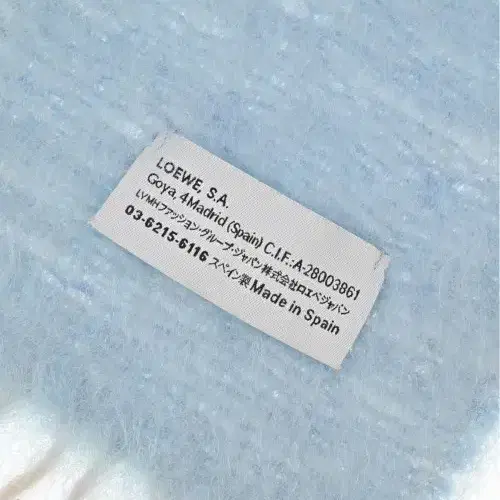 LOEWE, S.A.
Goya, 4 Madrid (Spain) C.I.F.: A-28003861
LVMHファッション・グループ・ジャパン株式会社ロエベジャパン
03-6215-6116 スペイン製 Made in Spain